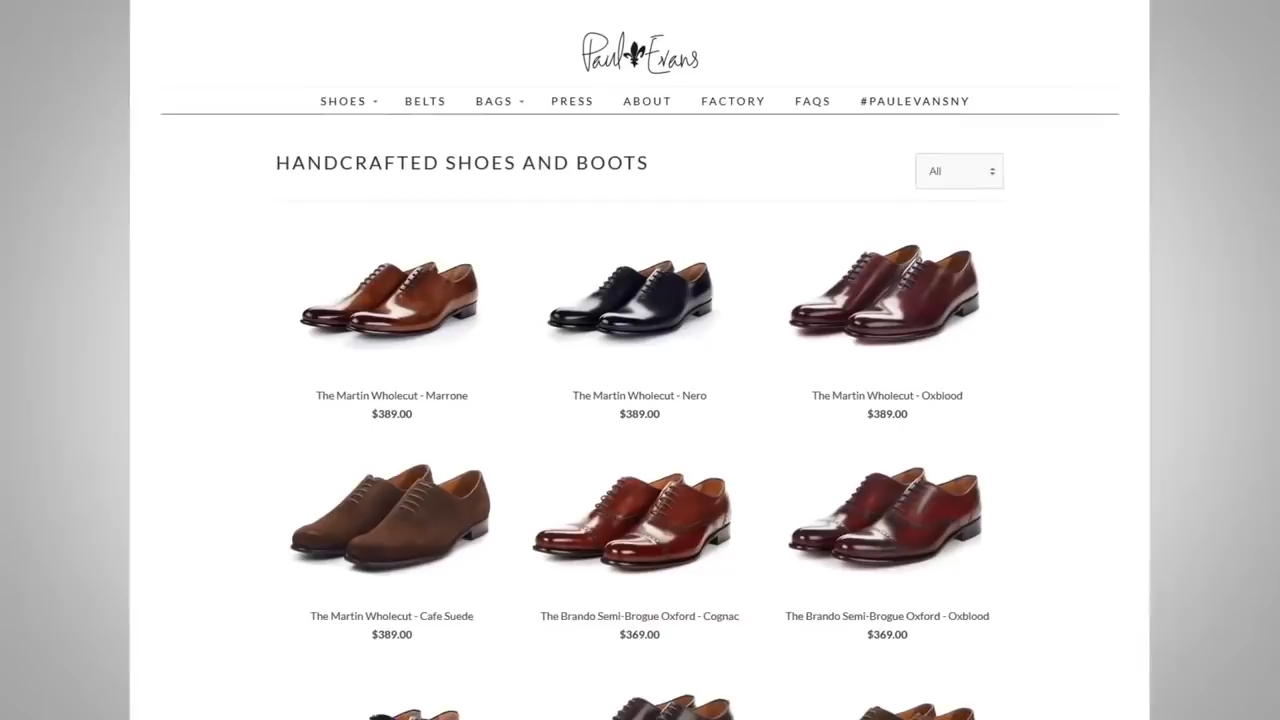 Paul Evans
SHOES BELTS BAGS PRESS ABOUT FACTORY FAQS #PAULEVANSNY
HANDCRAFTED SHOES AND BOOTS
All
The Martin Wholecut - Marrone
$389.00
The Martin Wholecut - Nero
$389.00
The Martin Wholecut - Oxblood
$389.00
The Martin Wholecut - Cafe Suede
$389.00
The Brando Semi-Brogue Oxford - Cognac
$369.00
The Brando Semi-Brogue Oxford - Oxblood
$369.00